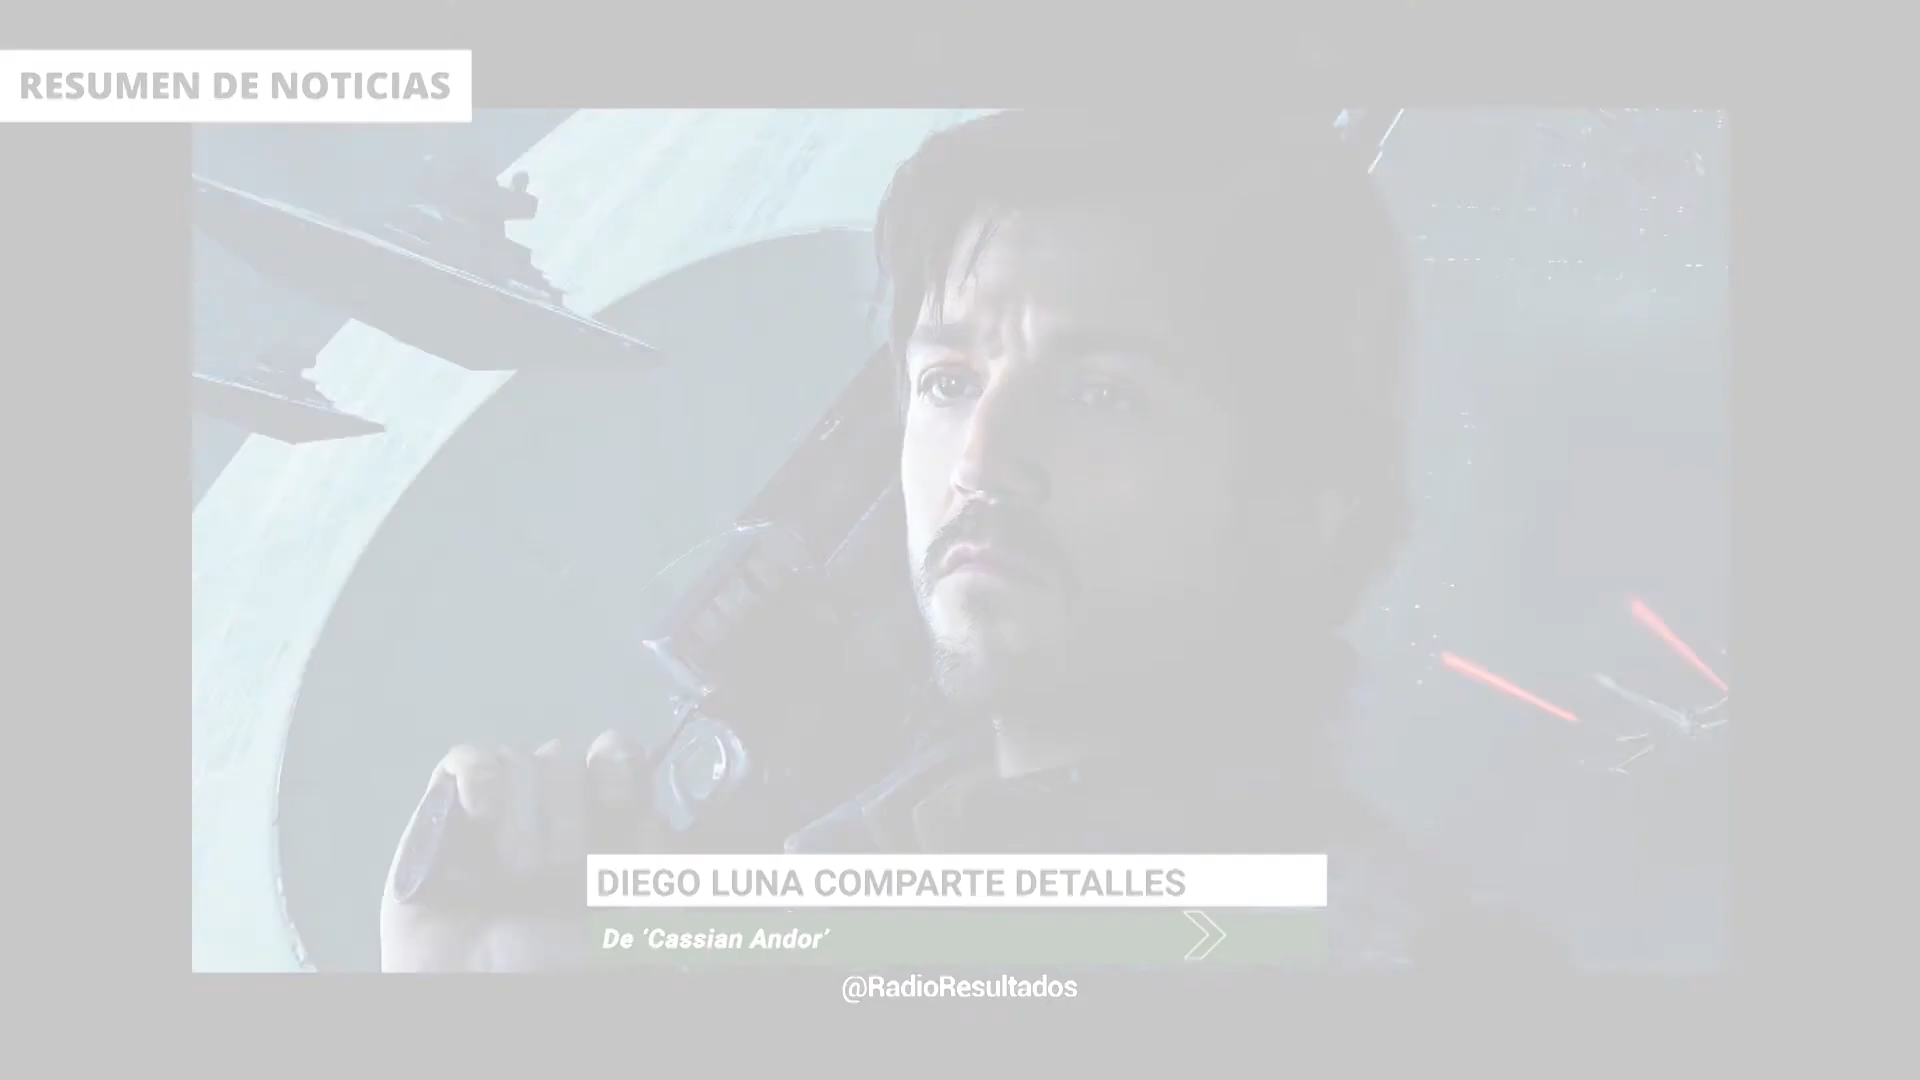 RESUMEN DE NOTICIAS
DIEGO LUNA COMPARTE DETALLES
De ‘Cassian Andor’
@RadioResultados